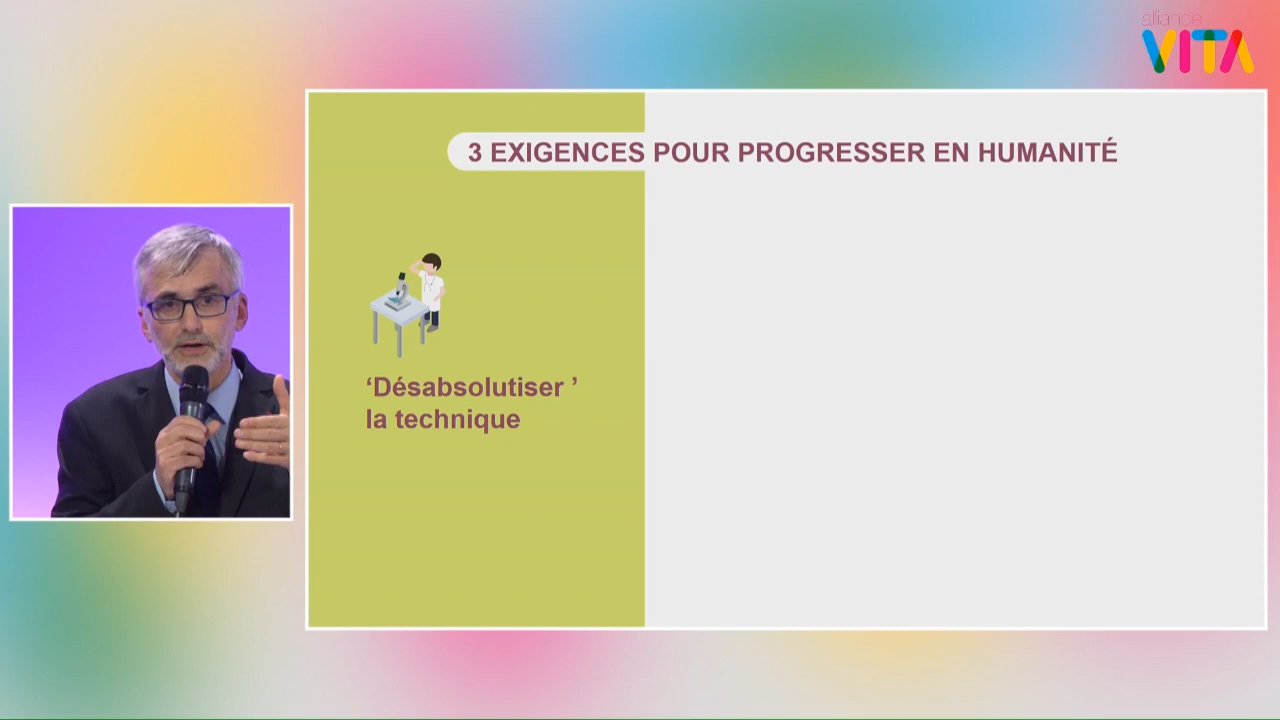 alliance
VITA
3 EXIGENCES POUR PROGRESSER EN HUMANITÉ
‘Désabsolutiser ’
la technique